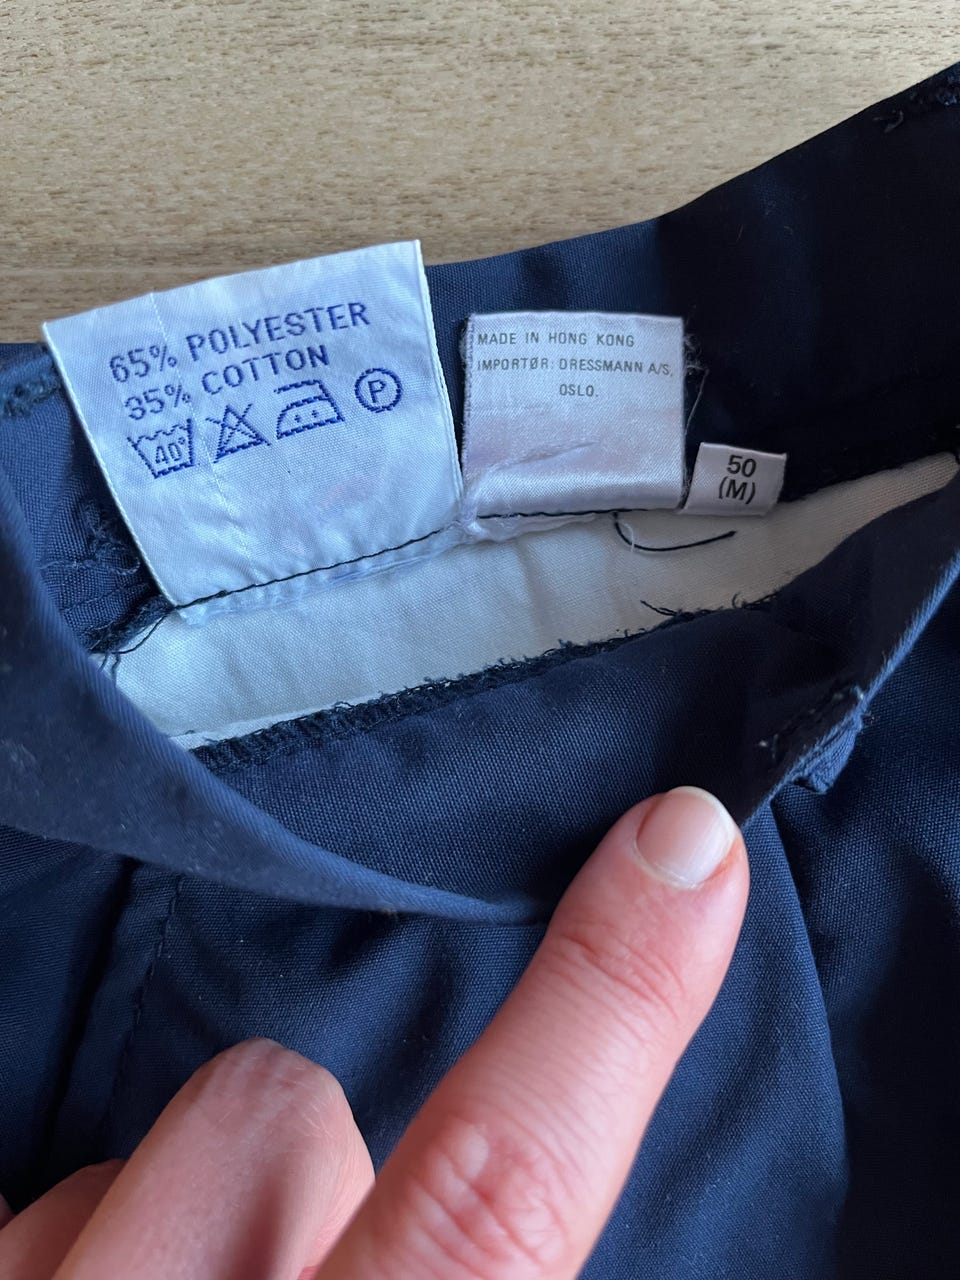 65% POLYESTER
35% COTTON
40° P
MADE IN HONG KONG
IMPORTØR: DRESSMANN A/S,
OSLO.
50
(M)